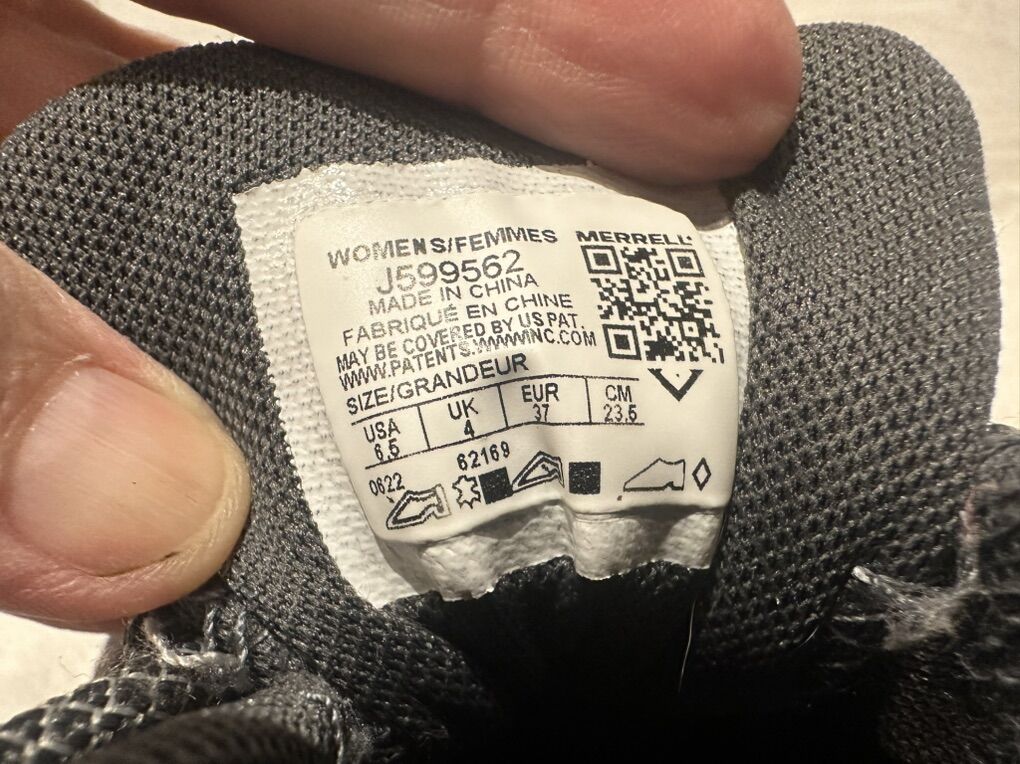 WOMENS/FEMMES
MERRELL
J599562
MADE IN CHINA
FABRIQUÉ EN CHINE
MAY BE COVERED BY US PAT.
WWW.PATENTS.WWWINC.COM
SIZE/GRANDEUR
USA UK EUR CM
6.5 4 37 23.5
0622 62169